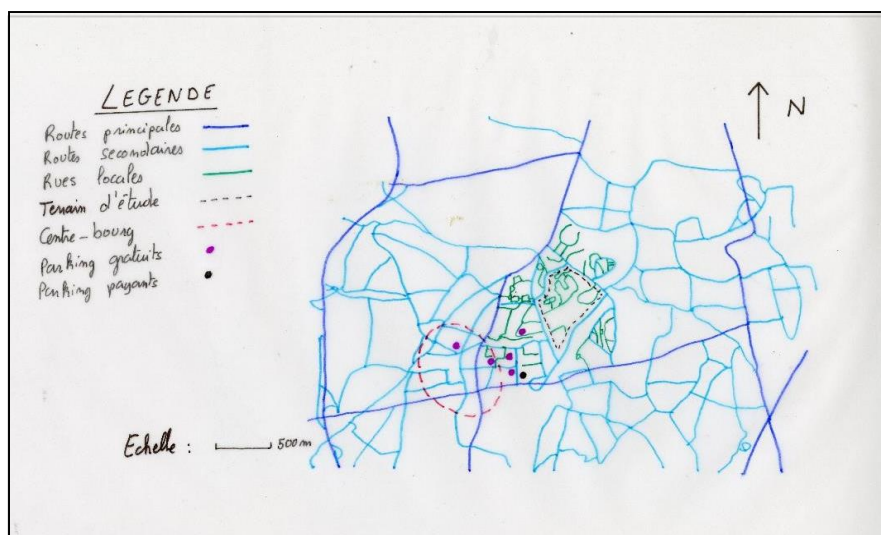 LEGENDE
Routes principales
Routes secondaires
Rues locales
Terrain d'étude
Centre-bourg
Parking gratuits
Parking payants
N
Echelle : 500 m